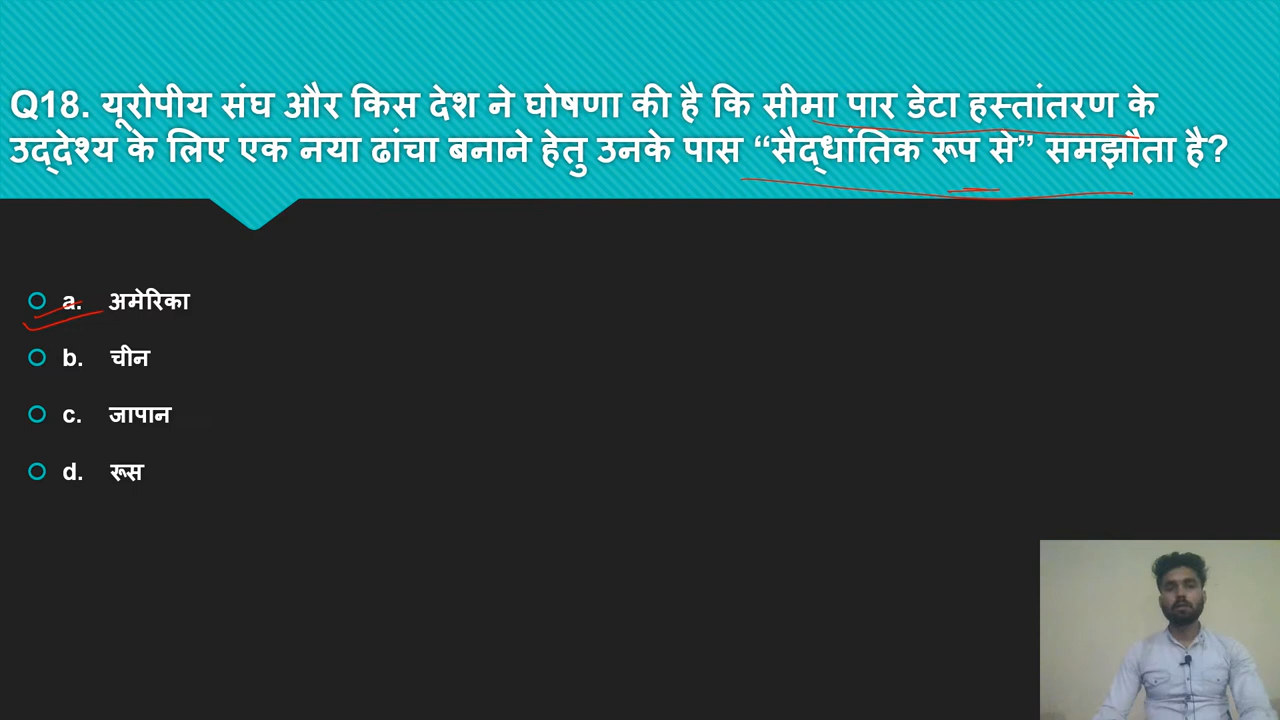 Q18. यूरोपीय संघ और किस देश ने घोषणा की है कि सीमा पार डेटा हस्तांतरण के
उद्देश्य के लिए एक नया ढांचा बनाने हेतु उनके पास “सैद्धांतिक रूप से” समझौता है?
a. अमेरिका
b. चीन
c. जापान
d. रूस